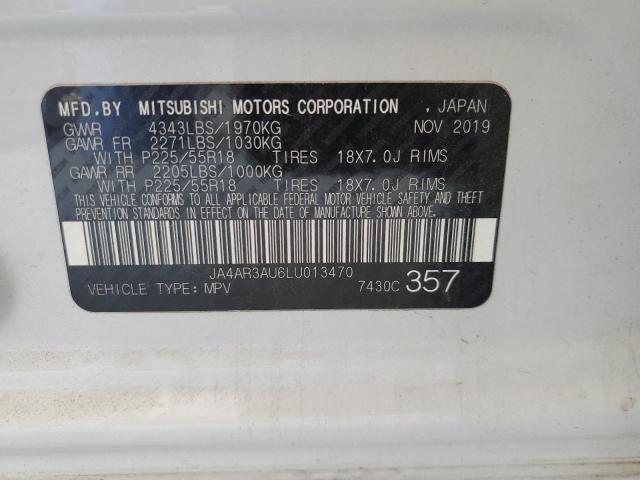 MFD.BY MITSUBISHI MOTORS CORPORATION , JAPAN
GVWR 4343LBS/1970KG NOV 2019
GAWR FR 2271LBS/1030KG
WITH P225/55R18 TIRES 18X7.0J RIMS
GAWR RR 2205LBS/1000KG
WITH P225/55R18 TIRES 18X7.0J RIMS
THIS VEHICLE CONFORMS TO ALL APPLICABLE FEDERAL MOTOR VEHICLE SAFETY AND THEFT
PREVENTION STANDARDS IN EFFECT ON THE DATE OF MANUFACTURE SHOWN ABOVE.
JA4AR3AU6LU013470
VEHICLE TYPE: MPV 7430C 357